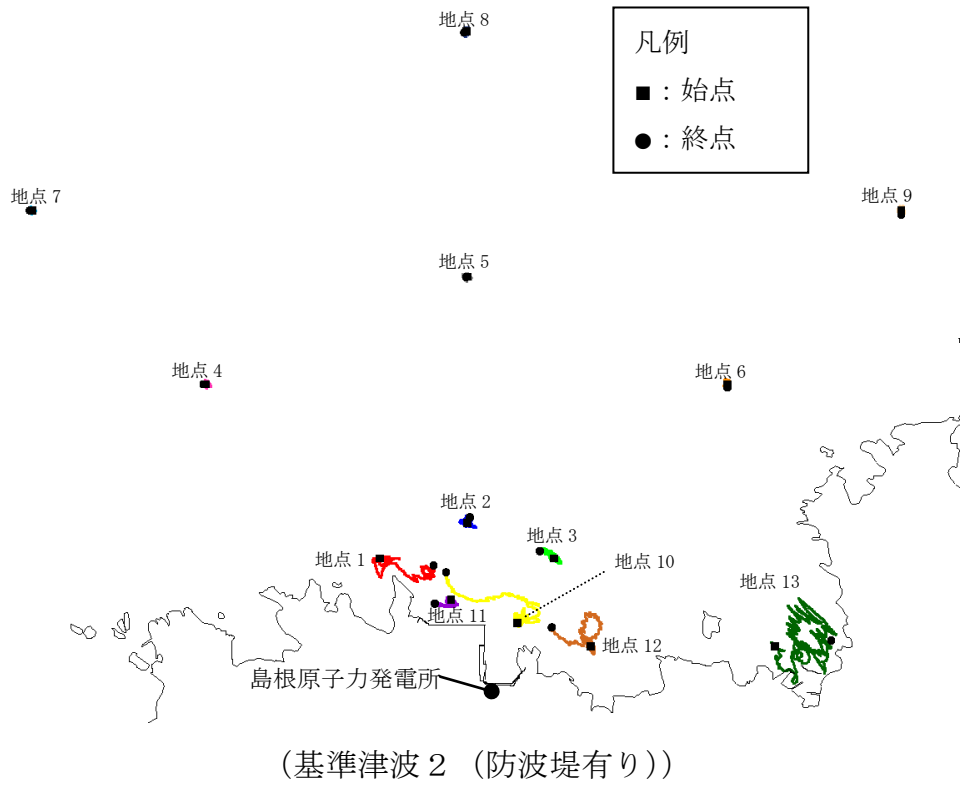 地点 8
凡例
■：始点
●：終点
地点 7
地点 9
地点 5
地点 4
地点 6
地点 2
地点 3
地点 1
地点 10
地点 13
地点 11
地点 12
島根原子力発電所
(基準津波２（防波堤有り))